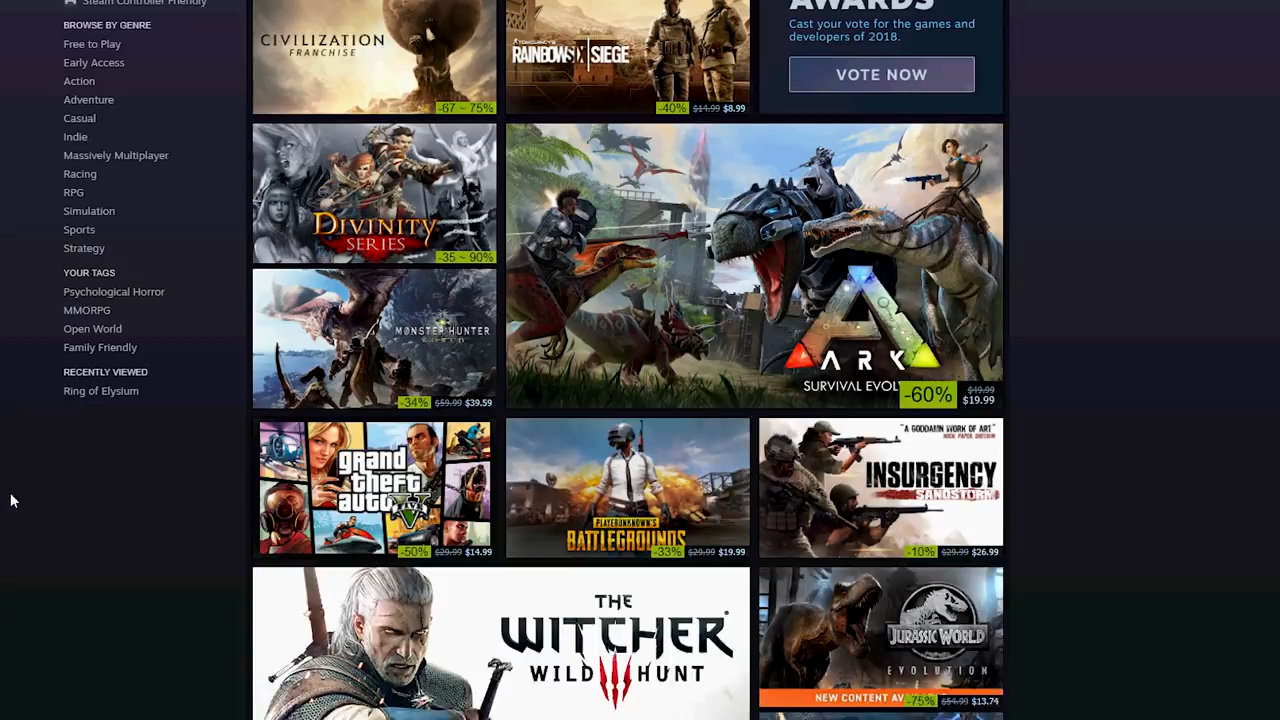 Steam Controller Friendly
BROWSE BY GENRE
Free to Play
Early Access
Action
Adventure
Casual
Indie
Massively Multiplayer
Racing
RPG
Simulation
Sports
Strategy
YOUR TAGS
Psychological Horror
MMORPG
Open World
Family Friendly
RECENTLY VIEWED
Ring of Elysium
CIVILIZATION
FRANCHISE
-67 ~ 75%
TOM CLANCY'S
RAINBOW SIX | SIEGE
-40% $14.99 $8.99
AWARDS
Cast your vote for the games and
developers of 2018.
VOTE NOW
DIVINITY
SERIES
-35 ~ 90%
MONSTER HUNTER
WORLD
-34% $59.99 $39.59
ARK
SURVIVAL EVOL
-60% $49.99
$19.99
grand
theft
auto
V
-50% $29.99 $14.99
PLAYERUNKNOWN'S
BATTLEGROUNDS
-33% $29.99 $19.99
"A GODDAMN WORK OF ART"
ROCK, PAPER, SHOTGUN
INSURGENCY
SANDSTORM
-10% $29.99 $26.99
THE
WITCHER
WILD HUNT
JURASSIC WORLD
EVOLUTION
NEW CONTENT AV
-75% $54.99 $13.74